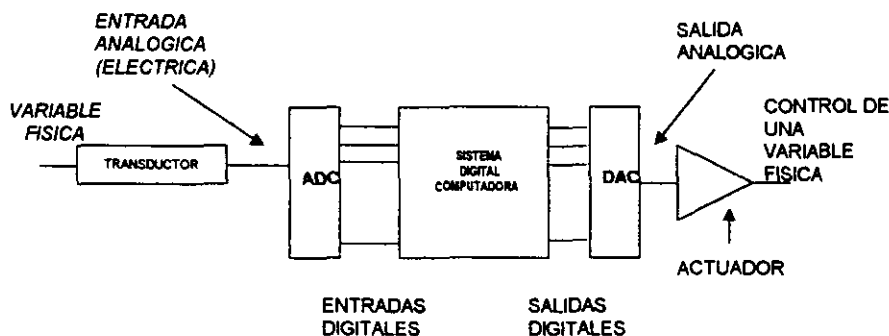 ENTRADA
ANALOGICA
(ELECTRICA)
VARIABLE
FISICA
TRANSDUCTOR
ADC
SISTEMA
DIGITAL
COMPUTADORA
DAC
SALIDA
ANALOGICA
CONTROL DE
UNA
VARIABLE
FISICA
ACTUADOR
ENTRADAS
DIGITALES
SALIDAS
DIGITALES